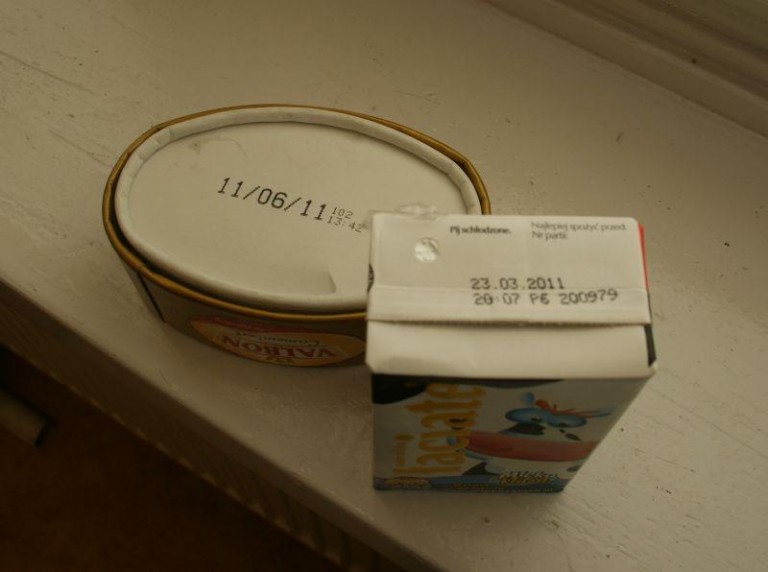 11/06/11
102
13:42
VALBON
Pij schłodzone.
Najlepiej spożyć przed:
Nr partii:
23.03.2011
20:07 P6 200979